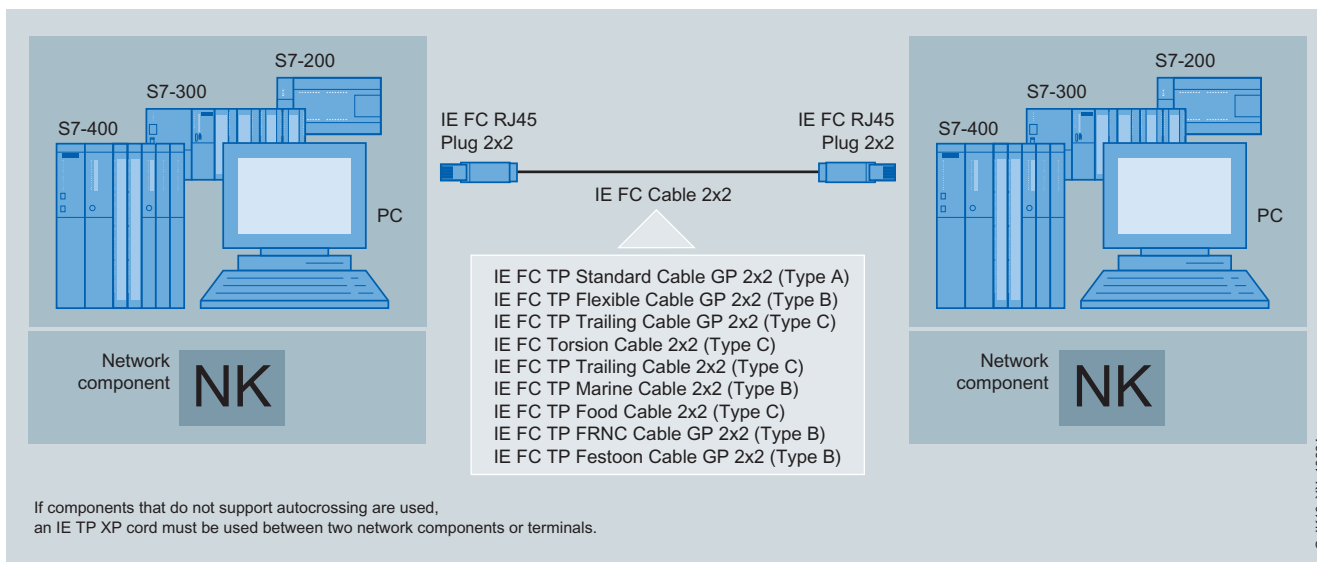 S7-200
S7-300
S7-400
PC
IE FC RJ45
Plug 2x2
IE FC RJ45
Plug 2x2
IE FC Cable 2x2
S7-200
S7-300
S7-400
PC
IE FC TP Standard Cable GP 2x2 (Type A)
IE FC TP Flexible Cable GP 2x2 (Type B)
IE FC TP Trailing Cable GP 2x2 (Type C)
IE FC Torsion Cable 2x2 (Type C)
IE FC TP Trailing Cable 2x2 (Type C)
IE FC TP Marine Cable 2x2 (Type B)
IE FC TP Food Cable 2x2 (Type C)
IE FC TP FRNC Cable GP 2x2 (Type B)
IE FC TP Festoon Cable GP 2x2 (Type B)
Network
component
NK
Network
component
NK
If components that do not support autocrossing are used,
an IE TP XP cord must be used between two network components or terminals.